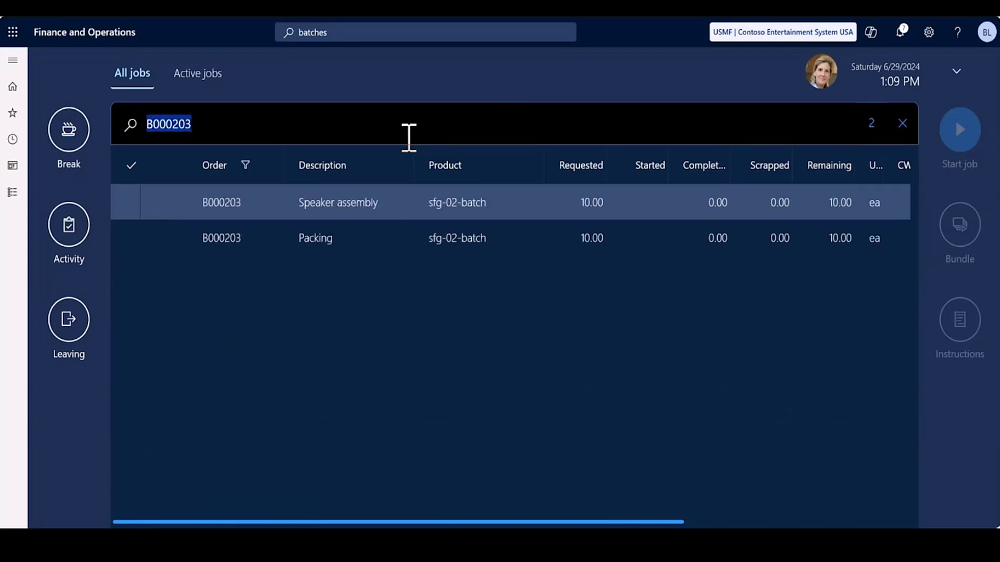 Finance and Operations
batches
USMF | Contoso Entertainment System USA
7
BL
All jobs
Active jobs
Saturday 6/29/2024
1:09 PM
B000203
2
Break
Activity
Leaving
Order Description Product Requested Started Complet... Scrapped Remaining U... CW
B000203 Speaker assembly sfg-02-batch 10.00 0.00 0.00 10.00 ea
B000203 Packing sfg-02-batch 10.00 0.00 0.00 10.00 ea
Start job
Bundle
Instructions